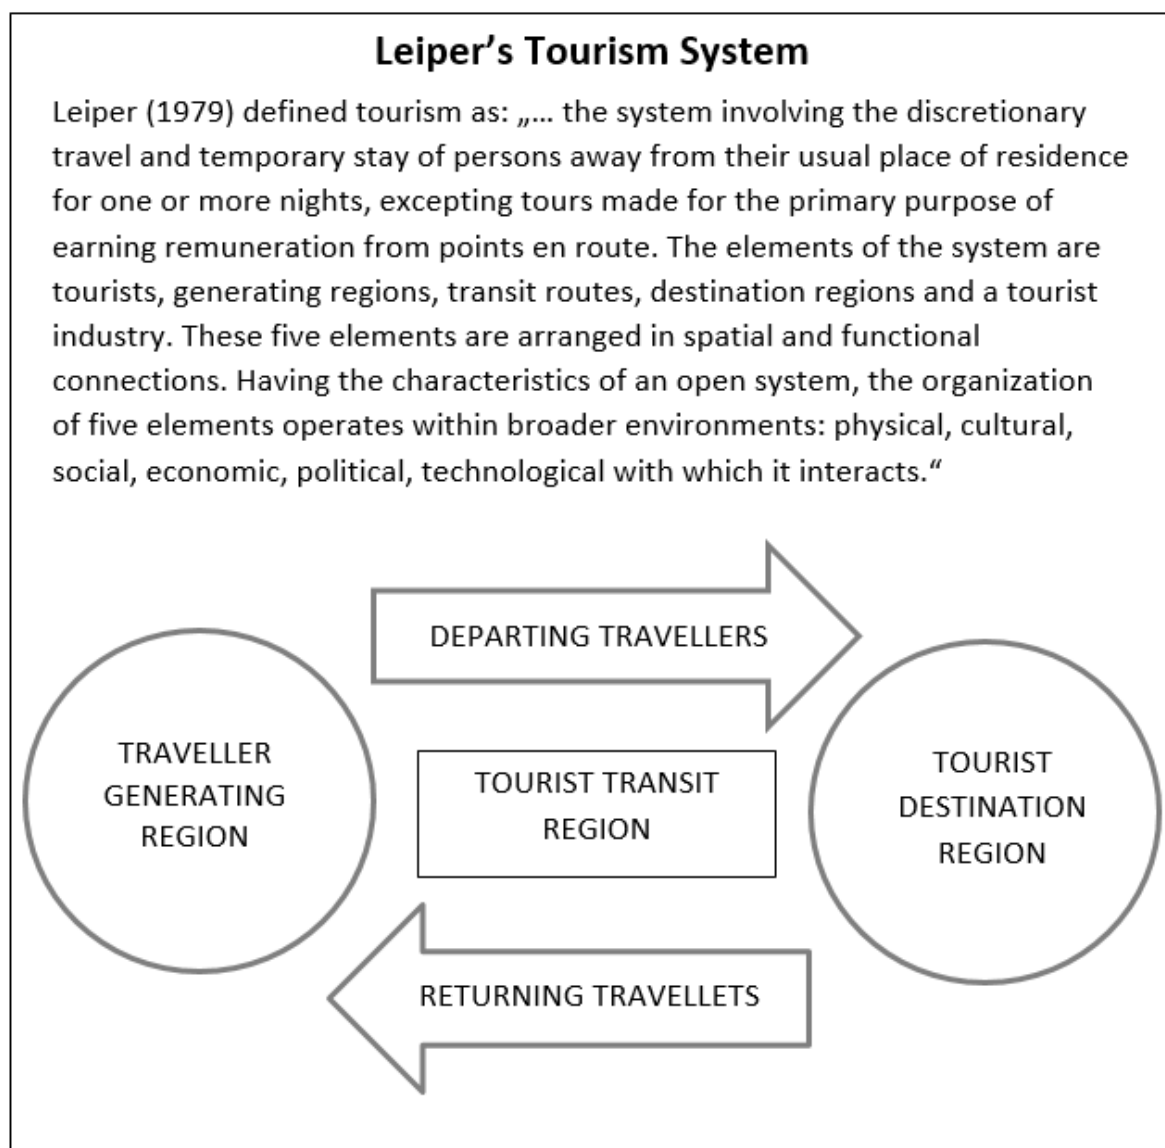 Leiper’s Tourism System
Leiper (1979) defined tourism as: „… the system involving the discretionary
travel and temporary stay of persons away from their usual place of residence
for one or more nights, excepting tours made for the primary purpose of
earning remuneration from points en route. The elements of the system are
tourists, generating regions, transit routes, destination regions and a tourist
industry. These five elements are arranged in spatial and functional
connections. Having the characteristics of an open system, the organization
of five elements operates within broader environments: physical, cultural,
social, economic, political, technological with which it interacts.“
DEPARTING TRAVELLERS
TRAVELLER
GENERATING
REGION
TOURIST TRANSIT
REGION
TOURIST
DESTINATION
REGION
RETURNING TRAVELLETS